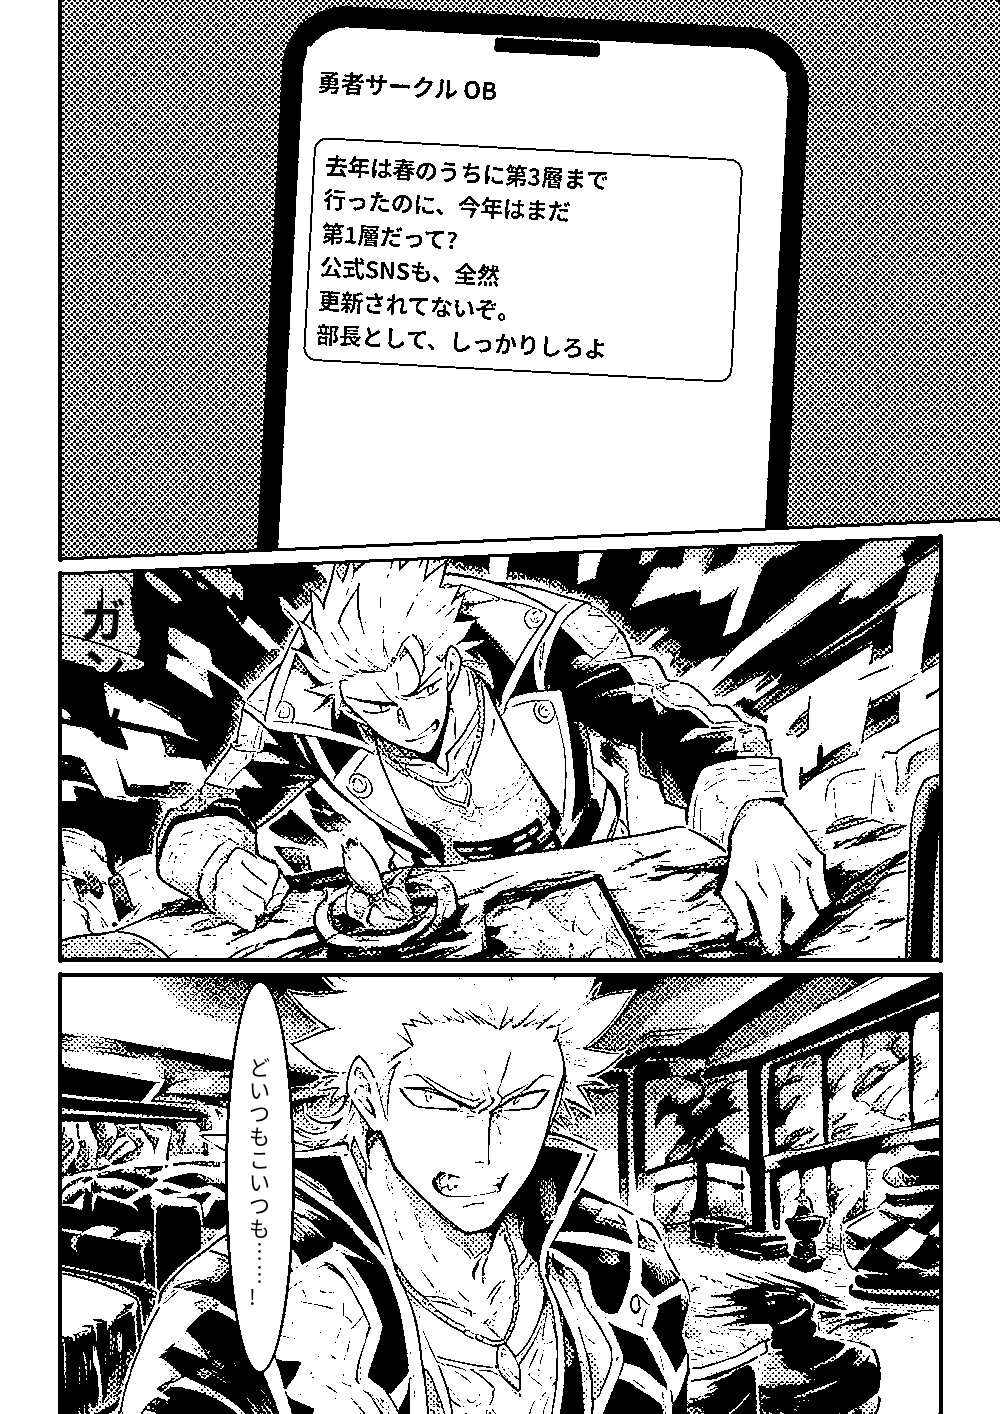 勇者サークル OB
去年は春のうちに第3層まで
行ったのに、今年はまだ
第1層だって?
公式SNSも、全然
更新されてないぞ。
部長として、しっかりしろよ
ガンッ
どいつもこいつも……!